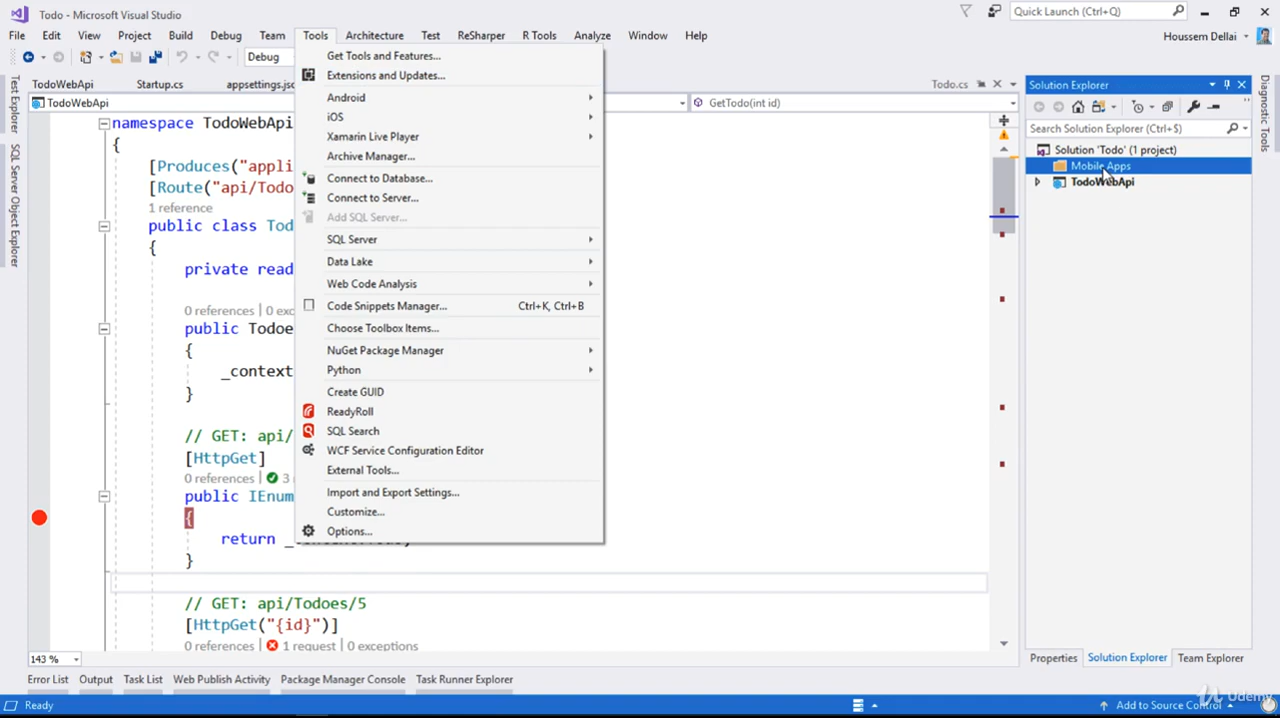 Todo - Microsoft Visual Studio
Quick Launch (Ctrl+Q)
File Edit View Project Build Debug Team Tools Architecture Test ReSharper R Tools Analyze Window Help
Houssem Dellai
Debug
TodoWebApi Startup.cs appsettings.jsc Todo.cs
TodoWebApi
GetTodo(int id)
Test Explorer
SQL Server Object Explorer
namespace TodoWebApi
{
[Produces("appli
[Route("api/Todo
1 reference
public class Tod
{
private read
0 references | 0 exc
public Todoe
{
_context
}
// GET: api/
[HttpGet]
0 references | 3
public IEnum
{
return _
}
// GET: api/Todoes/5
[HttpGet("{id}")]
0 references | 1 request | 0 exceptions
143 %
Get Tools and Features...
Extensions and Updates...
Android
iOS
Xamarin Live Player
Archive Manager...
Connect to Database...
Connect to Server...
Add SQL Server...
SQL Server
Data Lake
Web Code Analysis
Code Snippets Manager... Ctrl+K, Ctrl+B
Choose Toolbox Items...
NuGet Package Manager
Python
Create GUID
ReadyRoll
SQL Search
WCF Service Configuration Editor
External Tools...
Import and Export Settings...
Customize...
Options...
Solution Explorer
Search Solution Explorer (Ctrl+$)
Solution 'Todo' (1 project)
Mobile Apps
TodoWebApi
Diagnostic Tools
Properties Solution Explorer Team Explorer
Error List Output Task List Web Publish Activity Package Manager Console Task Runner Explorer
Ready
Add to Source Control
Udemy